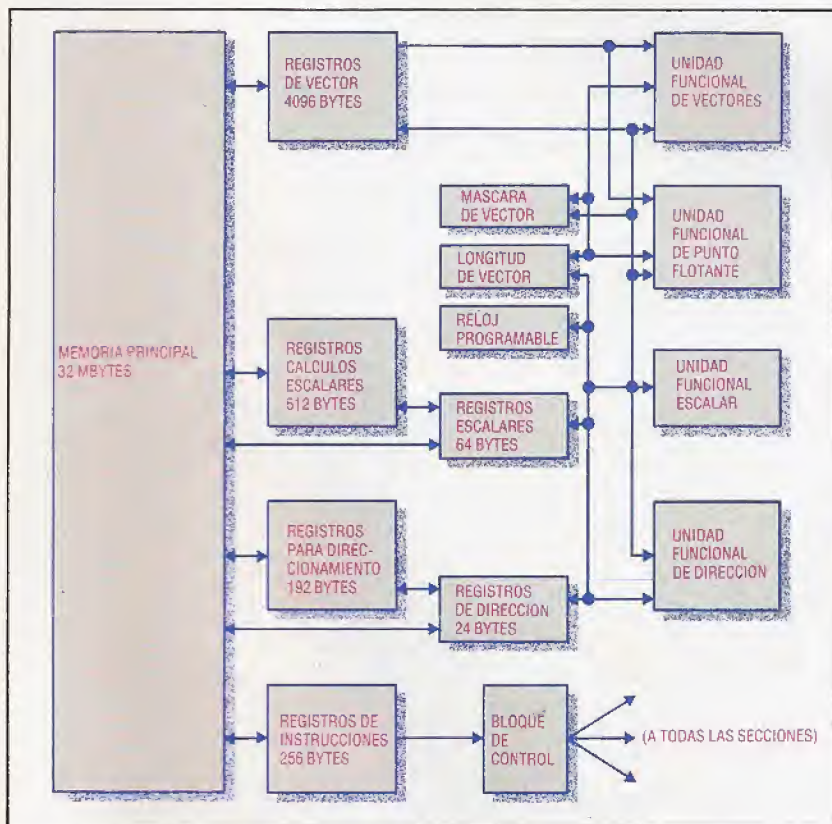 REGISTROS
DE VECTOR
4096 BYTES
UNIDAD
FUNCIONAL
DE VECTORES
MASCARA
DE VECTOR
UNIDAD
FUNCIONAL
DE PUNTO
FLOTANTE
LONGITUD
DE VECTOR
RELOJ
PROGRAMABLE
MEMORIA PRINCIPAL
32 MBYTES
REGISTROS
CALCULOS
ESCALARES
512 BYTES
REGISTROS
ESCALARES
64 BYTES
UNIDAD
FUNCIONAL
ESCALAR
REGISTROS
PARA DIREC-
CIONAMIENTO
192 BYTES
REGISTROS
DE DIRECCION
24 BYTES
UNIDAD
FUNCIONAL
DE DIRECCION
REGISTROS DE
INSTRUCCIONES
256 BYTES
BLOQUE
DE
CONTROL
(A TODAS LAS SECCIONES)